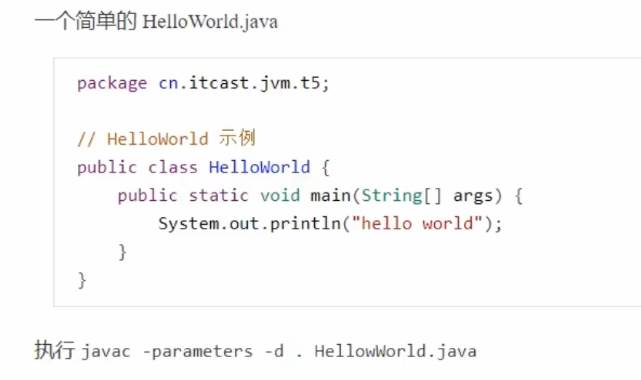 一个简单的 HelloWorld.java
package cn.itcast.jvm.t5;
// HelloWorld 示例
public class HelloWorld {
public static void main(String[] args) {
System.out.println("hello world");
}
}
执行 javac -parameters -d . HellowWorld.java